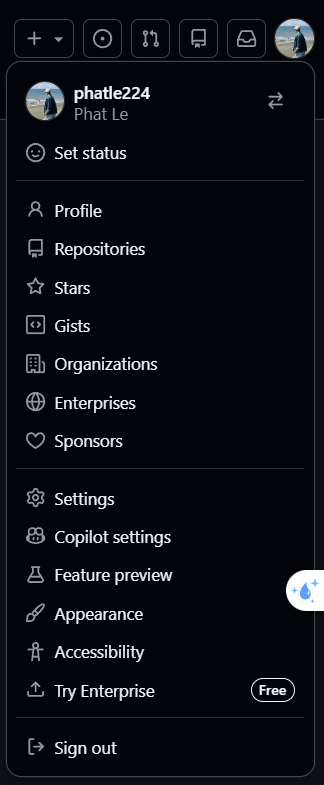 phatle224
Phat Le
Set status
Profile
Repositories
Stars
Gists
Organizations
Enterprises
Sponsors
Settings
Copilot settings
Feature preview
Appearance
Accessibility
Try Enterprise Free
Sign out